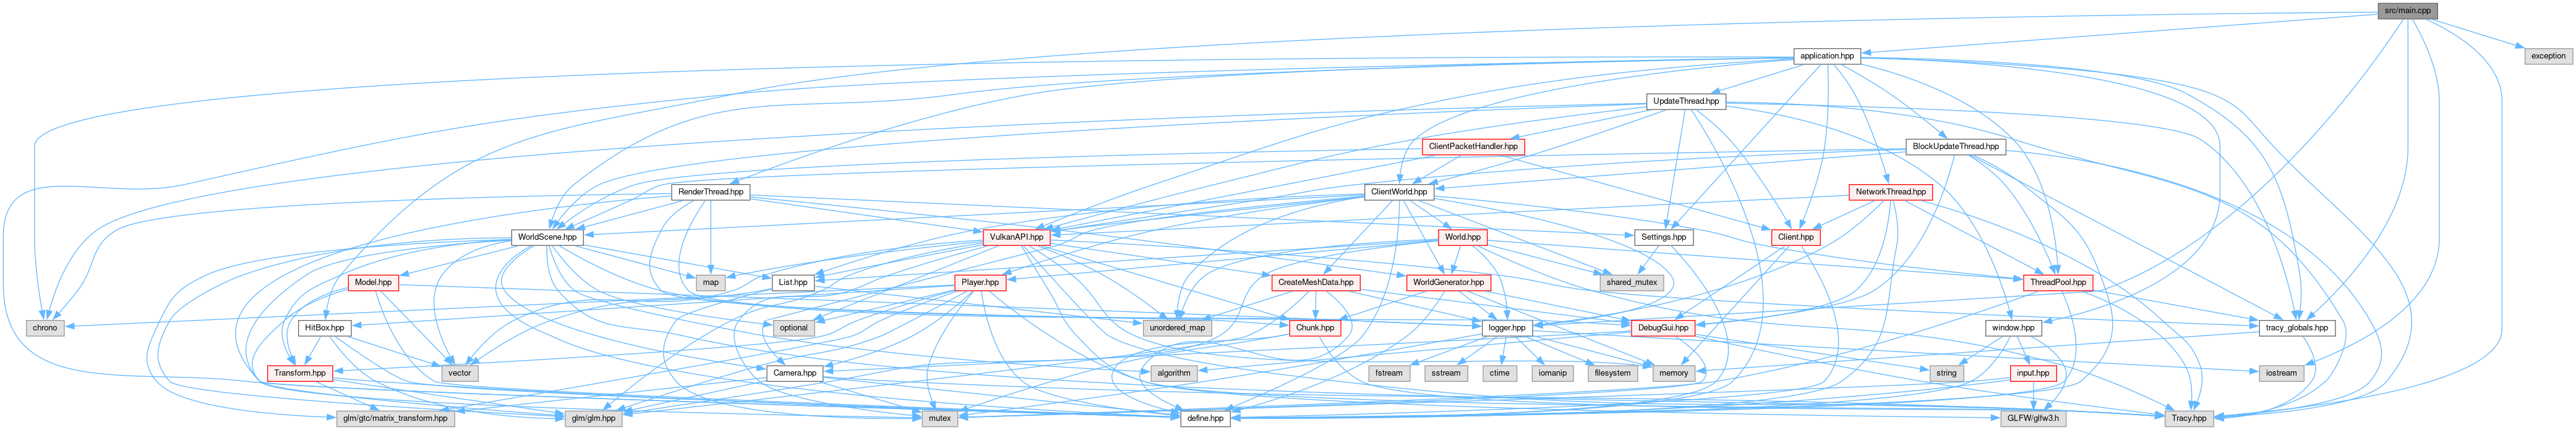 src/main.cpp
application.hpp
exception
UpdateThread.hpp
ClientPacketHandler.hpp
BlockUpdateThread.hpp
RenderThread.hpp
ClientWorld.hpp
NetworkThread.hpp
WorldScene.hpp
VulkanAPI.hpp
World.hpp
Settings.hpp
Client.hpp
Model.hpp
map
List.hpp
Player.hpp
CreateMeshData.hpp
WorldGenerator.hpp
shared_mutex
ThreadPool.hpp
chrono
HitBox.hpp
optional
unordered_map
Chunk.hpp
logger.hpp
DebugGui.hpp
window.hpp
tracy_globals.hpp
Transform.hpp
vector
Camera.hpp
algorithm
fstream
sstream
ctime
iomanip
filesystem
memory
string
input.hpp
iostream
glm/gtc/matrix_transform.hpp
glm/glm.hpp
mutex
define.hpp
GLFW/glfw3.h
Tracy.hpp